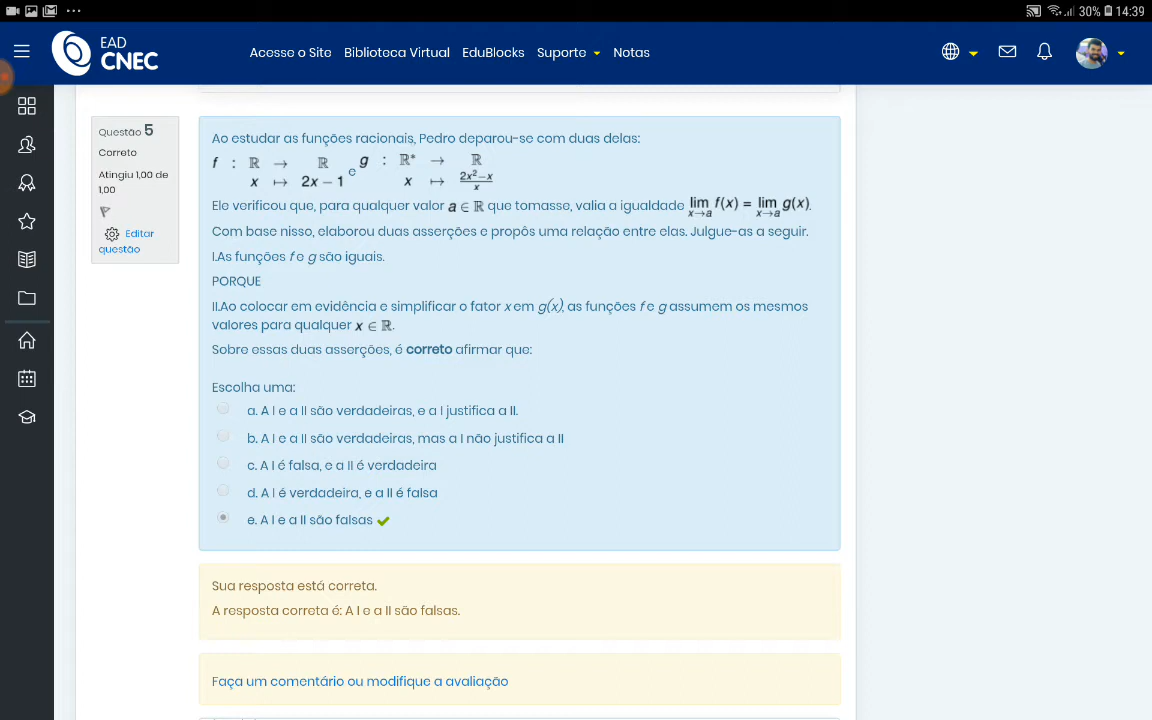 30% 14:39
EAD
CNEC
Acesse o Site Biblioteca Virtual EduBlocks Suporte Notas
Questão 5
Correto
Atingiu 1,00 de
1,00
Editar
questão
Ao estudar as funções racionais, Pedro deparou-se com duas delas:
f : ℝ → ℝ e g : ℝ* → ℝ
x ↦ 2x − 1 x ↦ 2x²−x/x
Ele verificou que, para qualquer valor a ∈ ℝ que tomasse, valia a igualdade lim x→a f(x) = lim x→a g(x).
Com base nisso, elaborou duas asserções e propôs uma relação entre elas. Julgue-as a seguir.
I.As funções f e g são iguais.
PORQUE
II.Ao colocar em evidência e simplificar o fator x em g(x), as funções f e g assumem os mesmos
valores para qualquer x ∈ ℝ.
Sobre essas duas asserções, é correto afirmar que:
Escolha uma:
a. A I e a II são verdadeiras, e a I justifica a II.
b. A I e a II são verdadeiras, mas a I não justifica a II
c. A I é falsa, e a II é verdadeira
d. A I é verdadeira, e a II é falsa
e. A I e a II são falsas
Sua resposta está correta.
A resposta correta é: A I e a II são falsas.
Faça um comentário ou modifique a avaliação